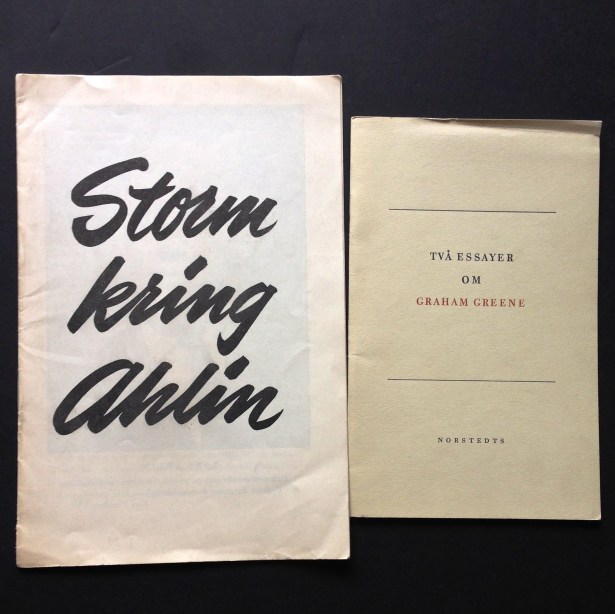 Storm
kring
Ahlin
TVÅ ESSAYER
OM
GRAHAM GREENE
NORSTEDTS